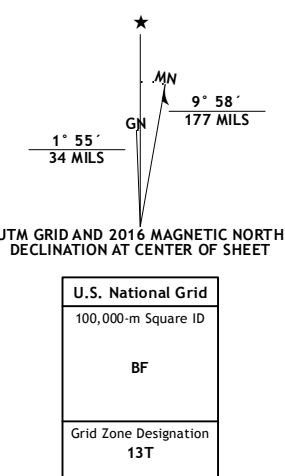 ★
MN
GN
9° 58´
177 MILS
1° 55´
34 MILS
UTM GRID AND 2016 MAGNETIC NORTH
DECLINATION AT CENTER OF SHEET
U.S. National Grid
100,000-m Square ID
BF
Grid Zone Designation
13T